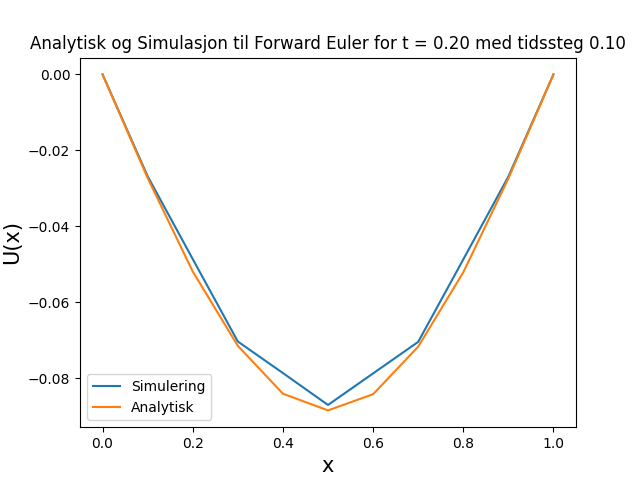 Analytisk og Simulasjon til Forward Euler for t = 0.20 med tidssteg 0.10
0.00
−0.02
−0.04
−0.06
−0.08
U(x)
Simulering
Analytisk
0.0 0.2 0.4 0.6 0.8 1.0
x